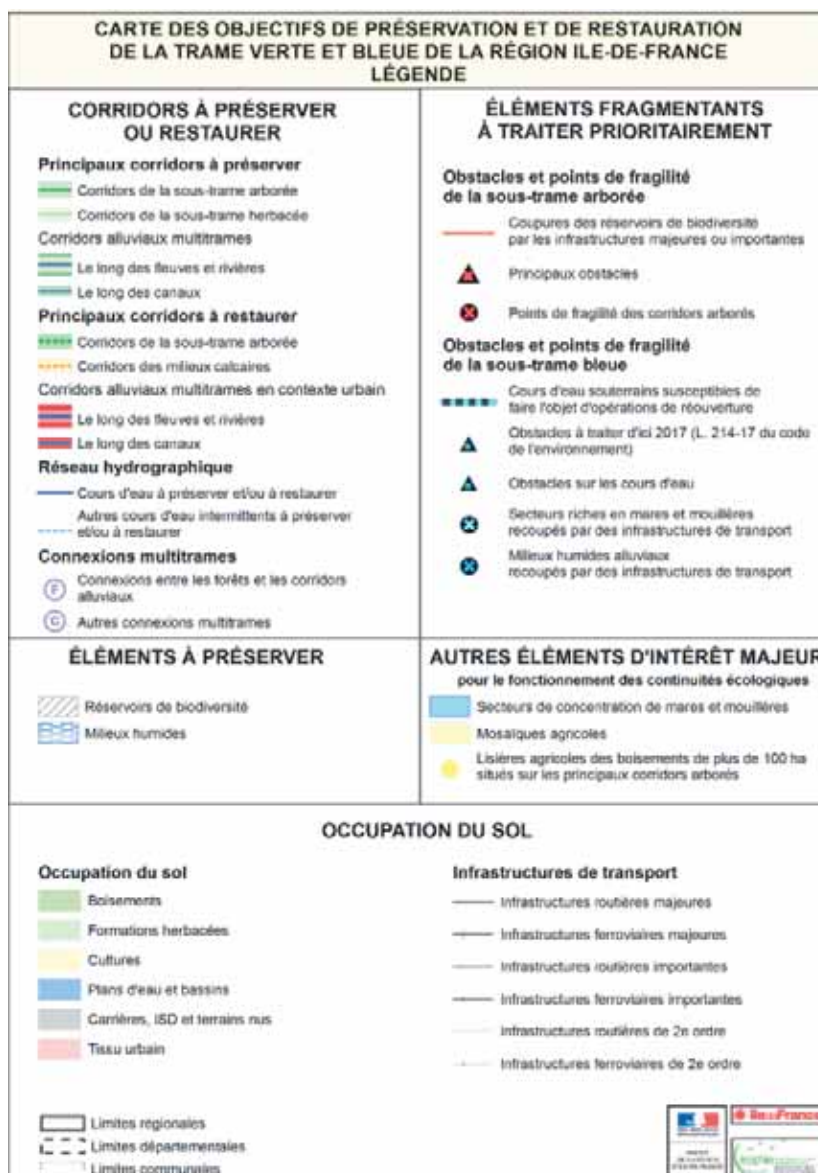 CARTE DES OBJECTIFS DE PRÉSERVATION ET DE RESTAURATION
DE LA TRAME VERTE ET BLEUE DE LA RÉGION ILE-DE-FRANCE
LÉGENDE
CORRIDORS À PRÉSERVER
OU RESTAURER
Principaux corridors à préserver
Corridors de la sous-trame arborée
Corridors de la sous-trame herbacée
Corridors alluviaux multitrames
Le long des fleuves et rivières
Le long des canaux
Principaux corridors à restaurer
Corridors de la sous-trame arborée
Corridors des milieux calcaires
Corridors alluviaux multitrames en contexte urbain
Le long des fleuves et rivières
Le long des canaux
Réseau hydrographique
Cours d'eau à préserver et/ou à restaurer
Autres cours d'eau intermittents à préserver
et/ou à restaurer
Connexions multitrames
F
Connexions entre les forêts et les corridors
alluviaux
C
Autres connexions multitrames
ÉLÉMENTS FRAGMENTANTS
À TRAITER PRIORITAIREMENT
Obstacles et points de fragilité
de la sous-trame arborée
Coupures des réservoirs de biodiversité
par les infrastructures majeures ou importantes
Principaux obstacles
Points de fragilité des corridors arborés
Obstacles et points de fragilité
de la sous-trame bleue
Cours d'eau souterrains susceptibles de
faire l'objet d'opérations de réouverture
Obstacles à traiter d'ici 2017 (L. 214-17 du code
de l'environnement)
Obstacles sur les cours d'eau
Secteurs riches en mares et mouillères
recoupés par des infrastructures de transport
Milieux humides alluviaux
recoupés par des infrastructures de transport
ÉLÉMENTS À PRÉSERVER
Réservoirs de biodiversité
Milieux humides
AUTRES ÉLÉMENTS D'INTÉRÊT MAJEUR
pour le fonctionnement des continuités écologiques
Secteurs de concentration de mares et mouillères
Mosaïques agricoles
Lisières agricoles des boisements de plus de 100 ha
situés sur les principaux corridors arborés
OCCUPATION DU SOL
Occupation du sol
Boisements
Formations herbacées
Cultures
Plans d'eau et bassins
Carrières, ISD et terrains nus
Tissu urbain
Infrastructures de transport
Infrastructures routières majeures
Infrastructures ferroviaires majeures
Infrastructures routières importantes
Infrastructures ferroviaires importantes
Infrastructures routières de 2e ordre
Infrastructures ferroviaires de 2e ordre
Limites régionales
Limites départementales
Limites communales
île de France